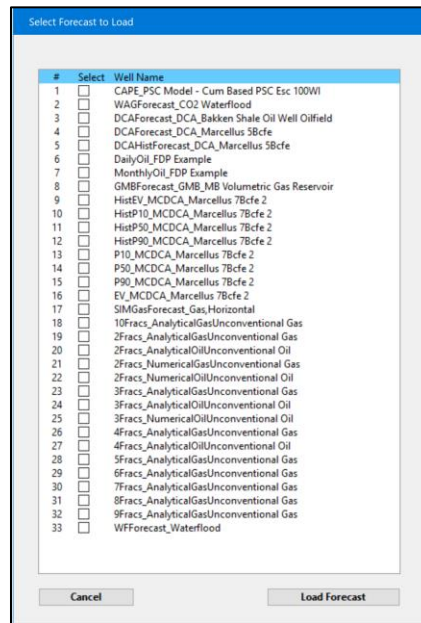 Select Forecast to Load
# Select Well Name
1 CAPE_PSC Model - Cum Based PSC Esc 100WI
2 WAGForecast_CO2 Waterflood
3 DCAForecast_DCA_Bakken Shale Oil Well Oilfield
4 DCAForecast_DCA_Marcellus 5Bcfe
5 DCAHistForecast_DCA_Marcellus 5Bcfe
6 DailyOil_FDP Example
7 MonthlyOil_FDP Example
8 GMBForecast_GMB_MB Volumetric Gas Reservoir
9 HistEV_MCDCA_Marcellus 7Bcfe 2
10 HistP10_MCDCA_Marcellus 7Bcfe 2
11 HistP50_MCDCA_Marcellus 7Bcfe 2
12 HistP90_MCDCA_Marcellus 7Bcfe 2
13 P10_MCDCA_Marcellus 7Bcfe 2
14 P50_MCDCA_Marcellus 7Bcfe 2
15 P90_MCDCA_Marcellus 7Bcfe 2
16 EV_MCDCA_Marcellus 7Bcfe 2
17 SIMGasForecast_Gas,Horizontal
18 10Fracs_AnalyticalGasUnconventional Gas
19 2Fracs_AnalyticalGasUnconventional Gas
20 2Fracs_AnalyticalOilUnconventional Oil
21 2Fracs_NumericalGasUnconventional Gas
22 2Fracs_NumericalOilUnconventional Oil
23 3Fracs_AnalyticalGasUnconventional Gas
24 3Fracs_AnalyticalOilUnconventional Oil
25 3Fracs_NumericalOilUnconventional Oil
26 4Fracs_AnalyticalGasUnconventional Gas
27 4Fracs_AnalyticalOilUnconventional Oil
28 5Fracs_AnalyticalGasUnconventional Gas
29 6Fracs_AnalyticalGasUnconventional Gas
30 7Fracs_AnalyticalGasUnconventional Gas
31 8Fracs_AnalyticalGasUnconventional Gas
32 9Fracs_AnalyticalGasUnconventional Gas
33 WFForecast_Waterflood
Cancel Load Forecast